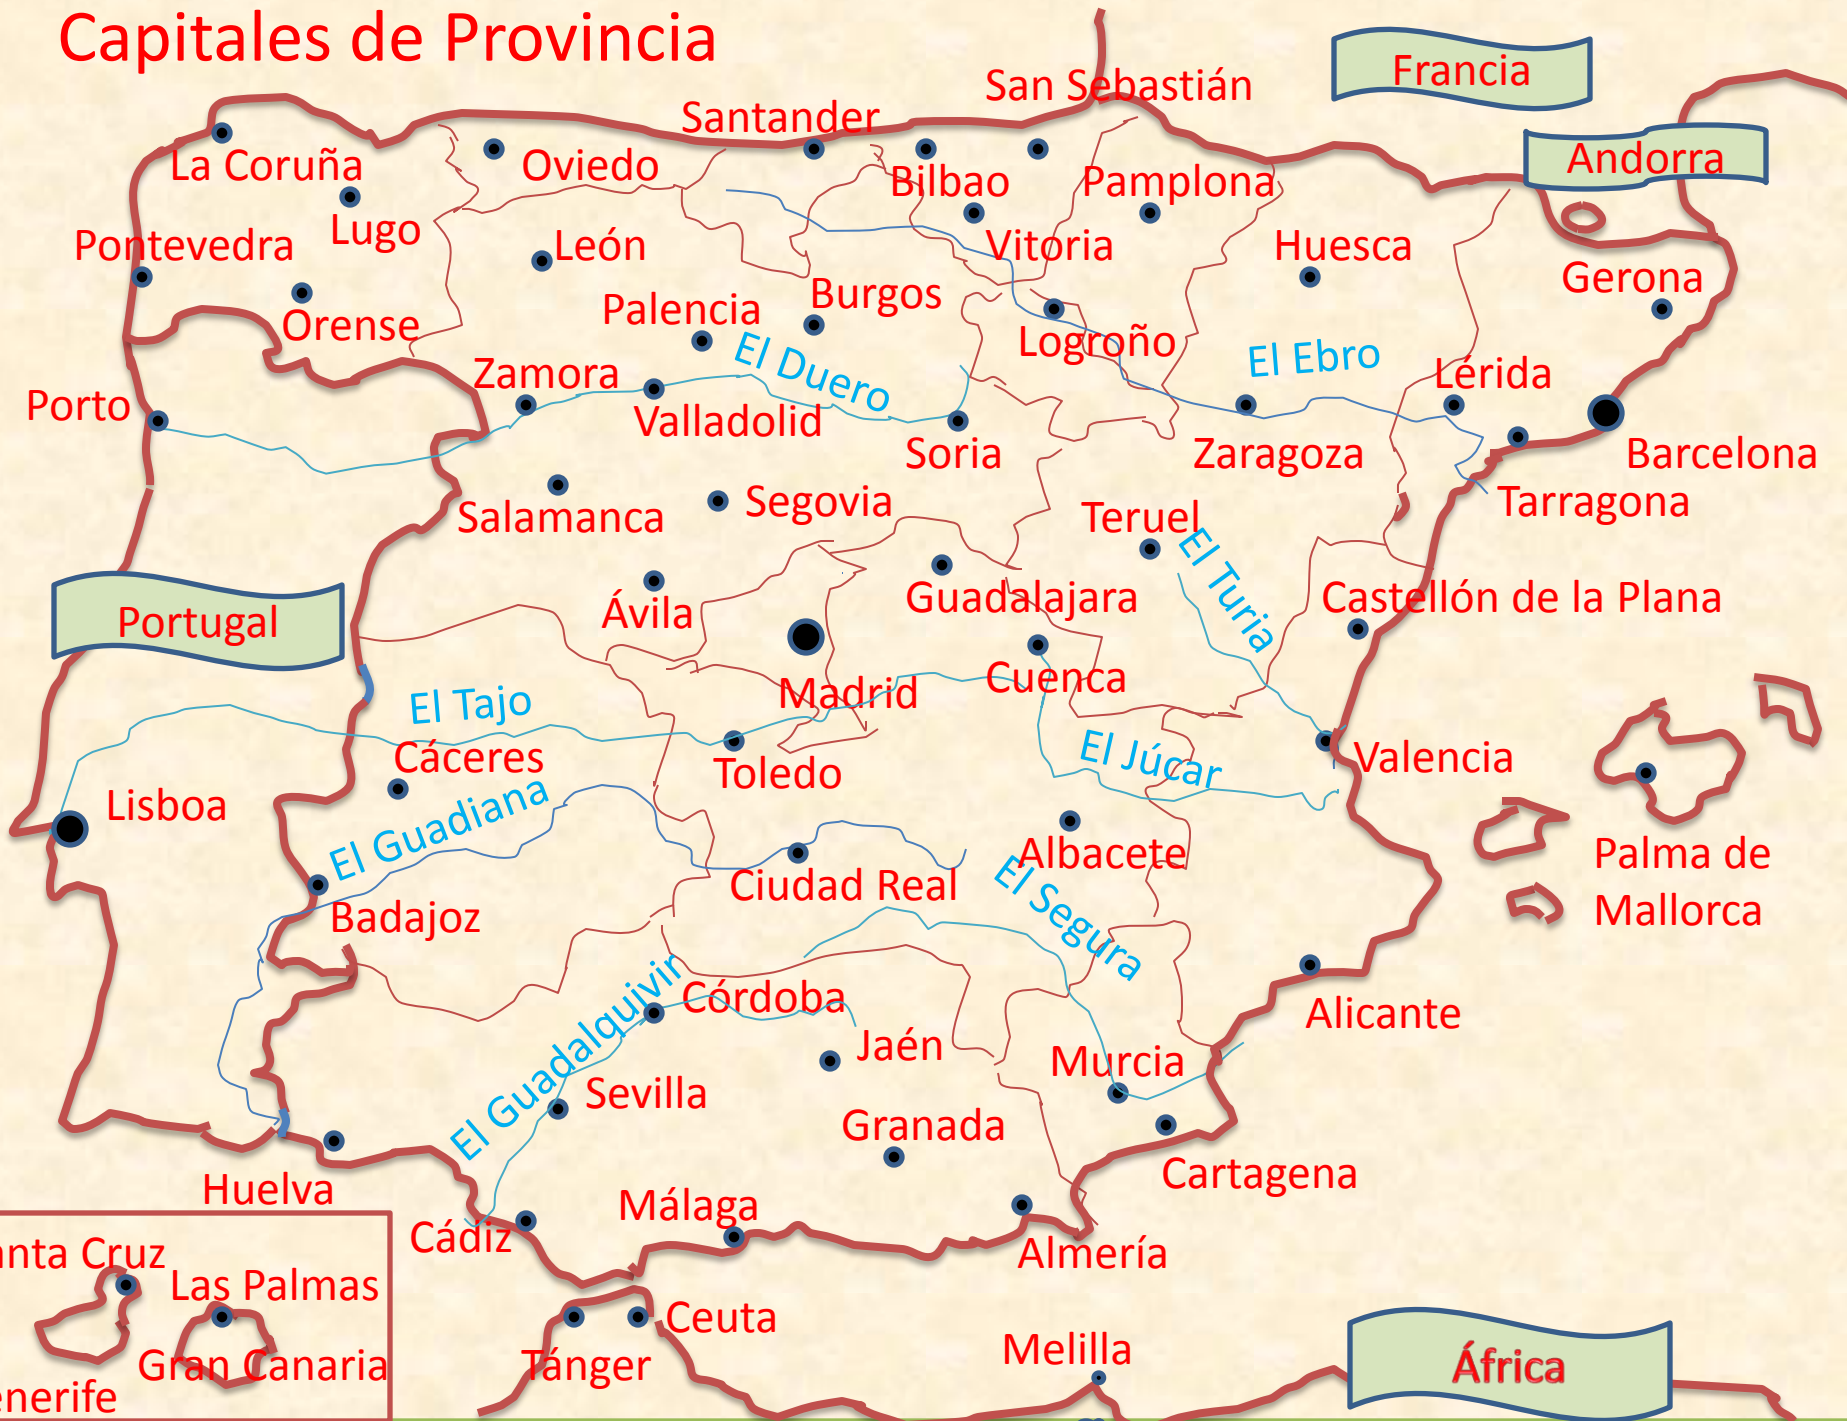 Capitales de Provincia
Francia
San Sebastián
Santander
Andorra
La Coruña
Oviedo
Bilbao
Pamplona
Lugo
Pontevedra
León
Vitoria
Huesca
Gerona
Orense
Palencia
Burgos
Logroño
El Duero
El Ebro
Zamora
Lérida
Porto
Valladolid
Soria
Zaragoza
Barcelona
Salamanca
Segovia
Teruel
Tarragona
El Turia
Portugal
Ávila
Guadalajara
Castellón de la Plana
Madrid
Cuenca
El Tajo
Cáceres
Toledo
El Júcar
Valencia
Lisboa
El Guadiana
Albacete
Palma de
Mallorca
Ciudad Real
El Segura
Badajoz
El Guadalquivir
Córdoba
Alicante
Jaén
Murcia
Sevilla
Granada
Cartagena
Huelva
Málaga
Cádiz
Almería
anta Cruz
Las Palmas
Ceuta
Gran Canaria
Tánger
Melilla
África
enerife